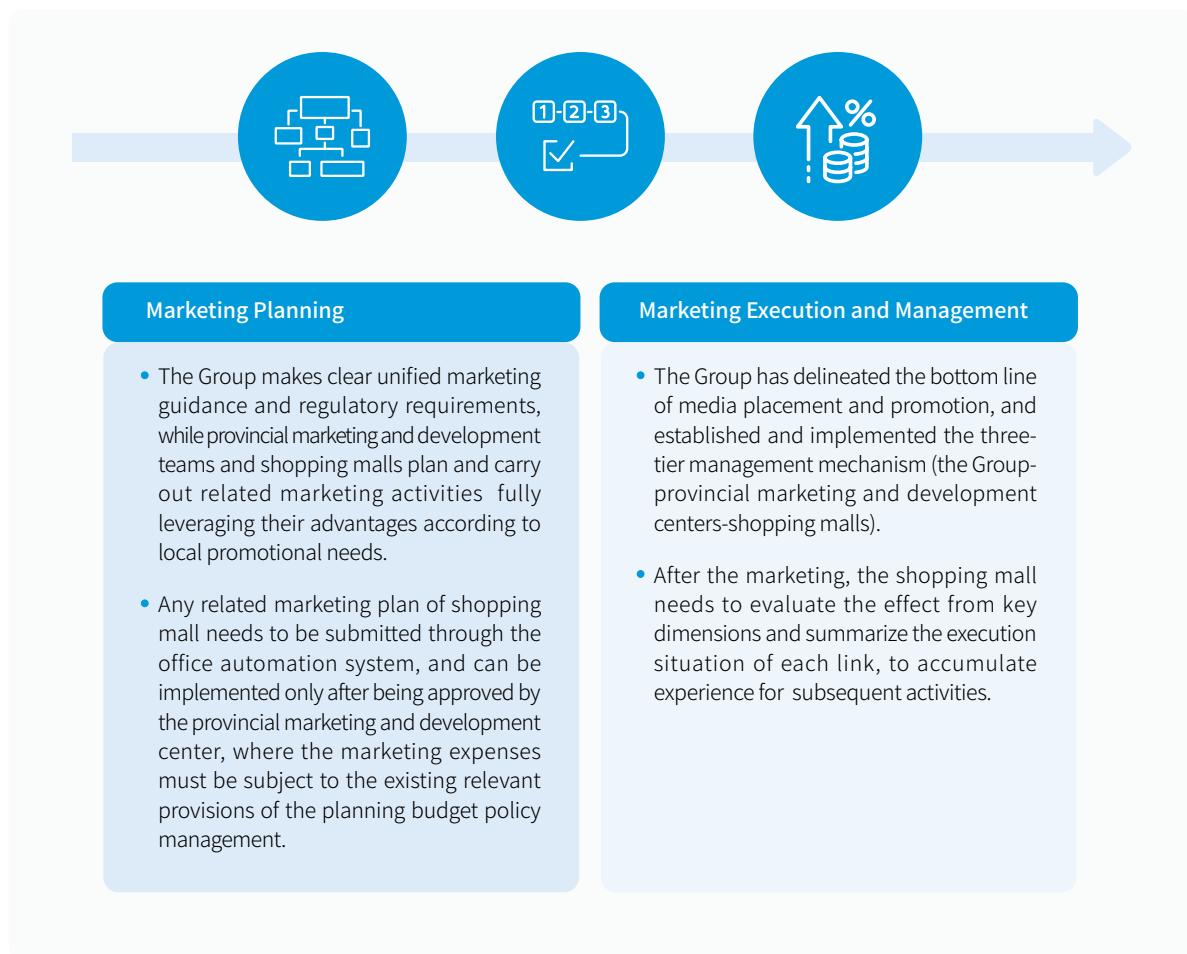 1-2-3
%
Marketing Planning
The Group makes clear unified marketing
guidance and regulatory requirements,
while provincial marketing and development
teams and shopping malls plan and carry
out related marketing activities fully
leveraging their advantages according to
local promotional needs.
Any related marketing plan of shopping
mall needs to be submitted through the
office automation system, and can be
implemented only after being approved by
the provincial marketing and development
center, where the marketing expenses
must be subject to the existing relevant
provisions of the planning budget policy
management.
Marketing Execution and Management
The Group has delineated the bottom line
of media placement and promotion, and
established and implemented the three-
tier management mechanism (the Group-
provincial marketing and development
centers-shopping malls).
After the marketing, the shopping mall
needs to evaluate the effect from key
dimensions and summarize the execution
situation of each link, to accumulate
experience for subsequent activities.